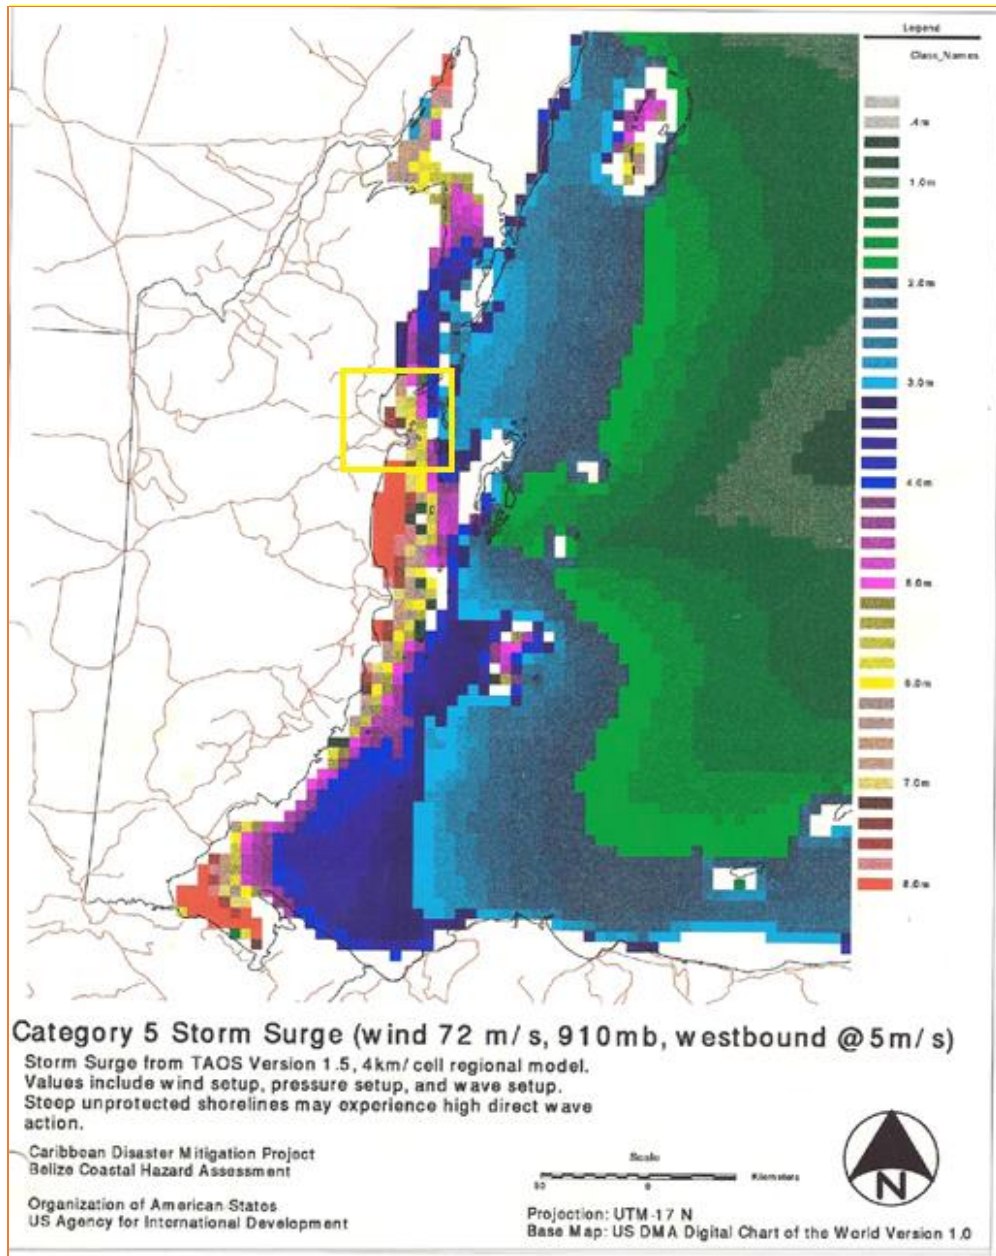 Legend
Class_Names
.4m
1.0m
2.0m
3.0m
4.0m
5.0m
6.0m
7.0m
8.0m
Category 5 Storm Surge (wind 72 m/s, 910mb, westbound @ 5m/s)
Storm Surge from TAOS Version 1.5, 4km/cell regional model.
Values include wind setup, pressure setup, and wave setup.
Steep unprotected shorelines may experience high direct wave
action.
Caribbean Disaster Mitigation Project
Belize Coastal Hazard Assessment
Organization of American States
US Agency for International Development
Scale
Kilometers
50 0
N
Projection: UTM-17 N
Base Map: US DMA Digital Chart of the World Version 1.0